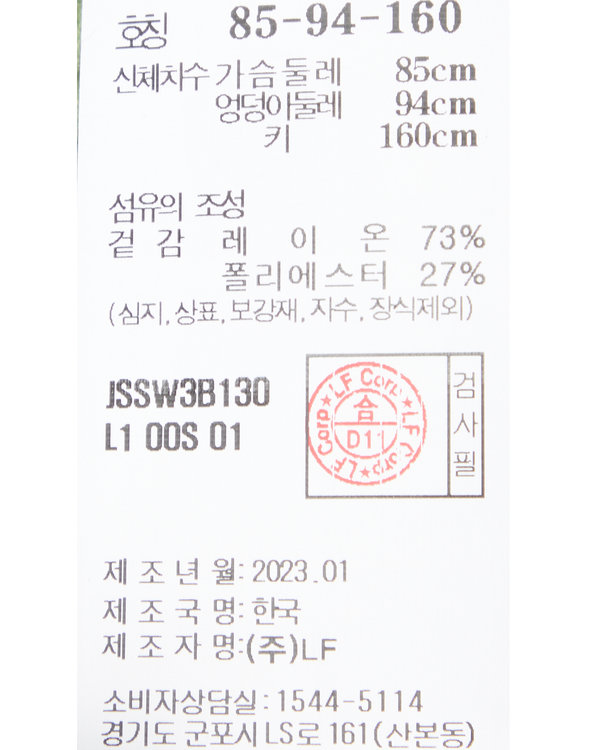 호칭 85-94-160
신체치수 가슴둘레 85cm
엉덩이둘레 94cm
키 160cm
섬유의 조성
겉감 레이온 73%
폴리에스터 27%
(심지, 상표, 보강재, 자수, 장식제외)
JSSW3B130
L1 00S 01
LF Corp ★ LF Corp ★ LF Corp ★
合
D11
검사필
제조년월: 2023.01
제조국명: 한국
제조자명:(주)LF
소비자상담실:1544-5114
경기도 군포시 LS로 161(산본동)